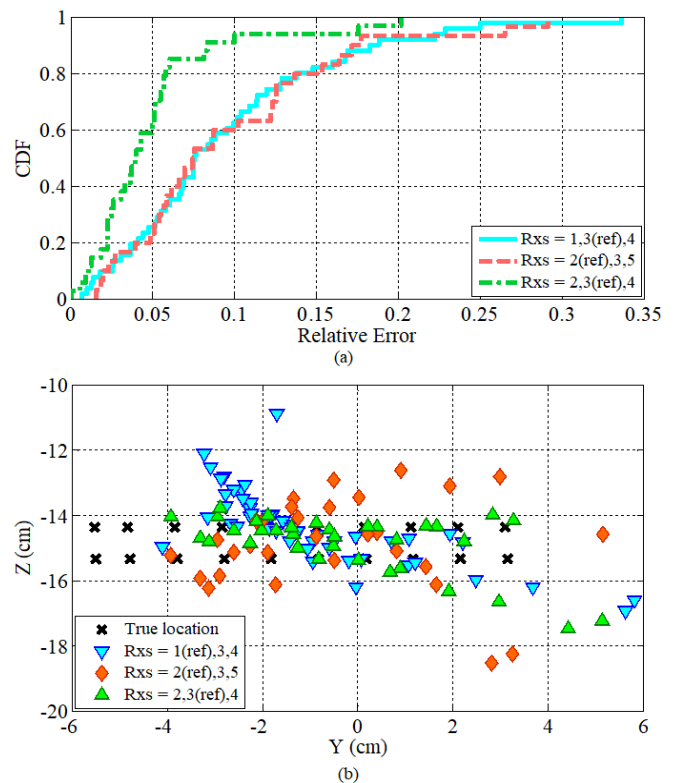 1
0.8
0.6
0.4
0.2
0
CDF
0 0.05 0.1 0.15 0.2 0.25 0.3 0.35
Relative Error
Rxs = 1,3(ref),4
Rxs = 2(ref),3,5
Rxs = 2,3(ref),4
(a)
-10
-12
-14
-16
-18
-20
Z (cm)
True location
Rxs = 1(ref),3,4
Rxs = 2(ref),3,5
Rxs = 2,3(ref),4
-6 -4 -2 0 2 4 6
Y (cm)
(b)